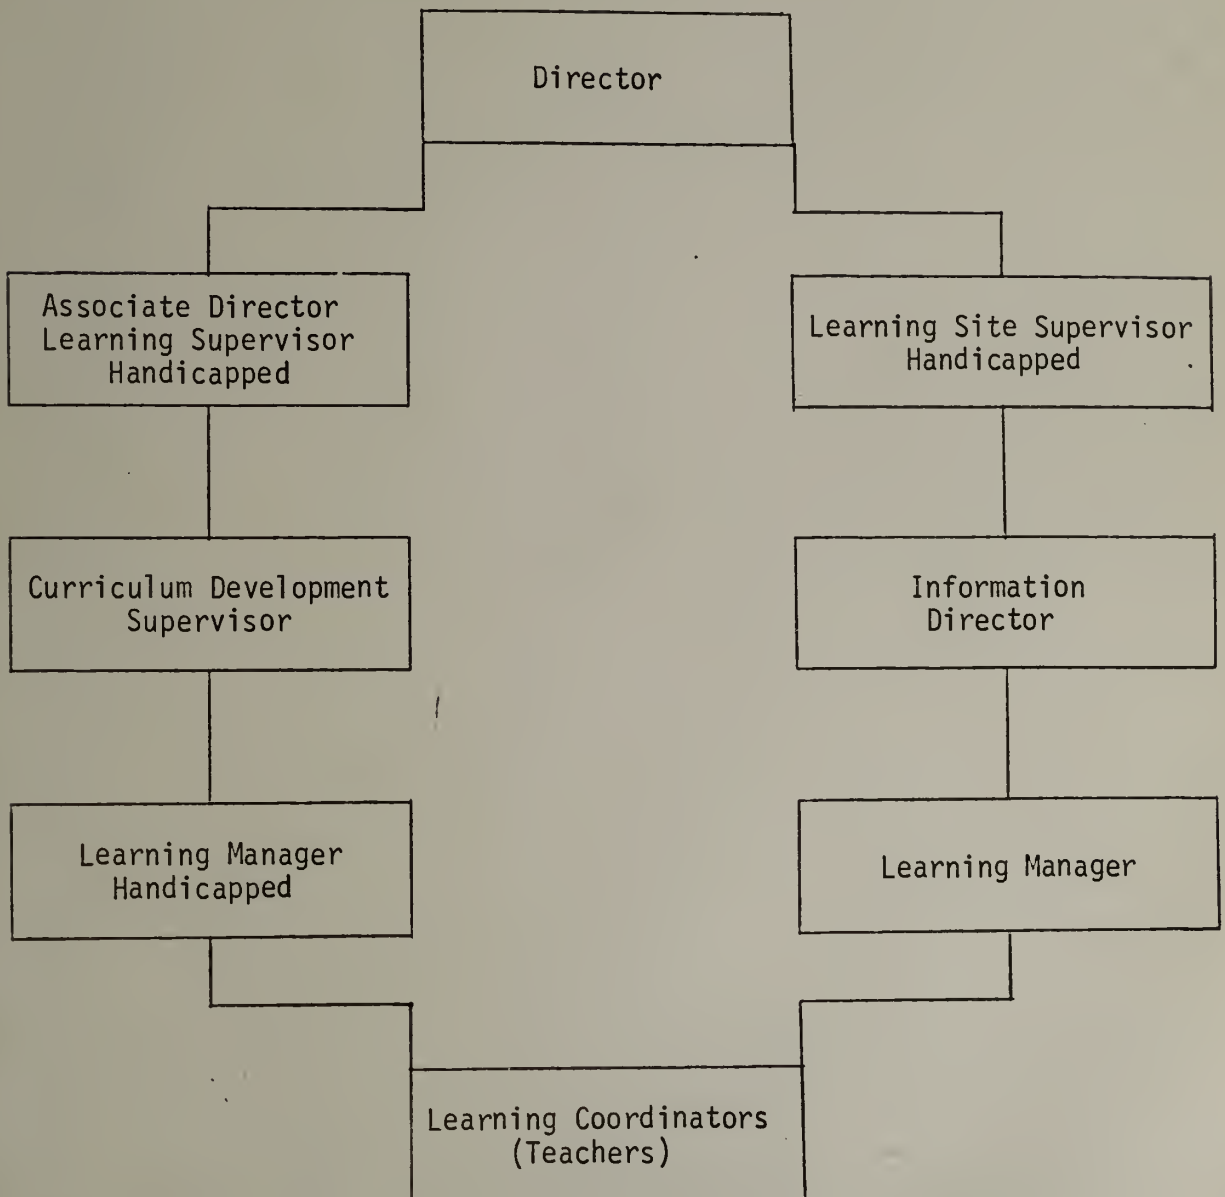 Director
Associate Director
Learning Supervisor
Handicapped
Learning Site Supervisor
Handicapped
Curriculum Development
Supervisor
Information
Director
Learning Manager
Handicapped
Learning Manager
Learning Coordinators
(Teachers)